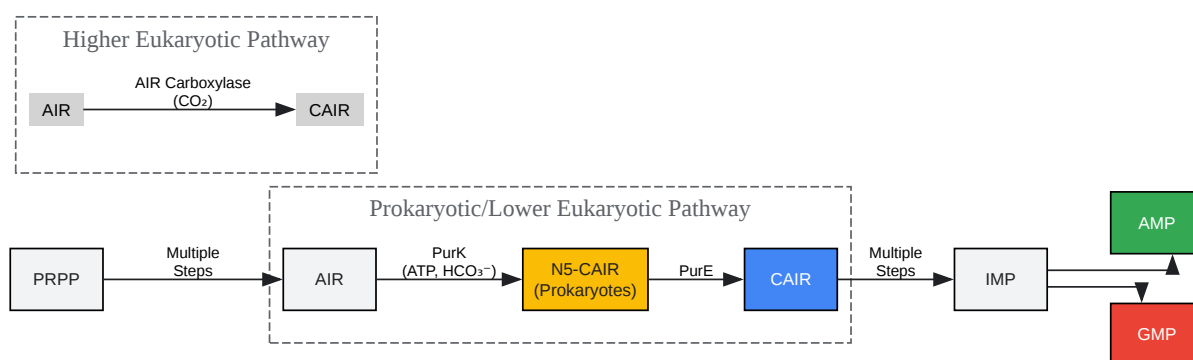 Higher Eukaryotic Pathway
AIR Carboxylase
(CO₂)
AIR
CAIR
Prokaryotic/Lower Eukaryotic Pathway
PRPP
Multiple
Steps
AIR
PurK
(ATP, HCO₃⁻)
N5-CAIR
(Prokaryotes)
PurE
CAIR
Multiple
Steps
IMP
AMP
GMP